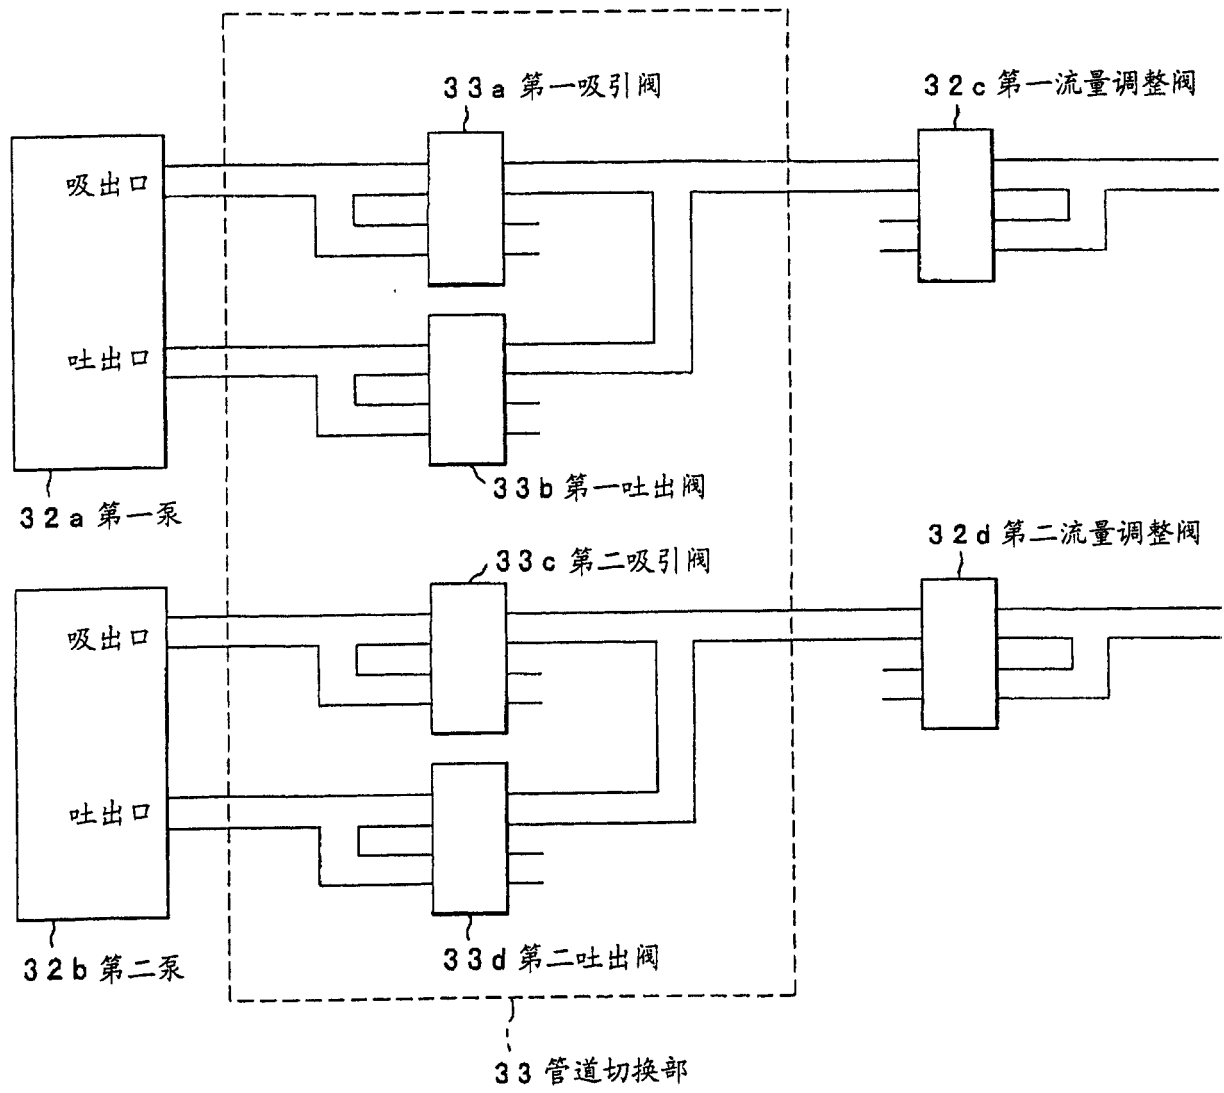 33a 第一吸引阀
32c 第一流量调整阀
吸出口
吐出口
33b 第一吐出阀
32a 第一泵
32d 第二流量调整阀
33c 第二吸引阀
吸出口
吐出口
33d 第二吐出阀
32b 第二泵
33 管道切换部